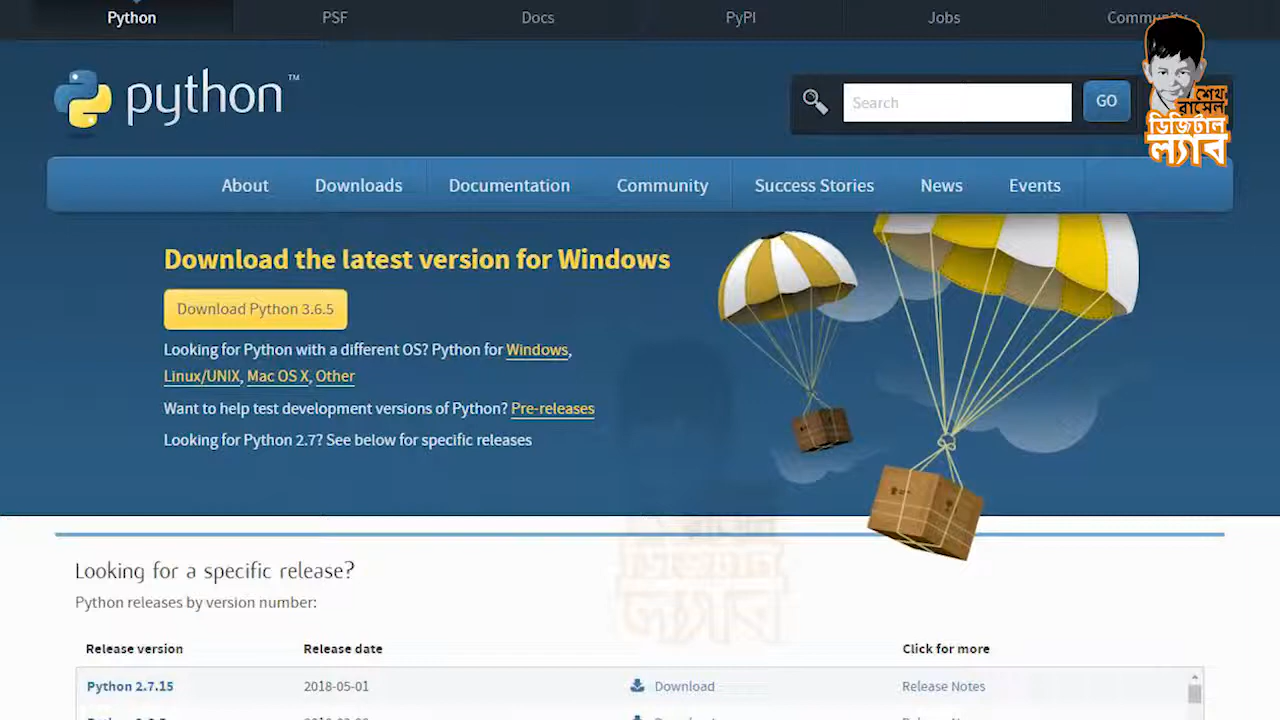 Python PSF Docs PyPI Jobs Community
python™
Search GO
শেখ
রাসেল
ডিজিটাল
ল্যাব
About Downloads Documentation Community Success Stories News Events
Download the latest version for Windows
Download Python 3.6.5
Looking for Python with a different OS? Python for Windows,
Linux/UNIX, Mac OS X, Other
Want to help test development versions of Python? Pre-releases
Looking for Python 2.7? See below for specific releases
রাসেল
ডিজিটাল
ল্যাব
Looking for a specific release?
Python releases by version number:
Release version Release date Click for more
Python 2.7.15 2018-05-01 Download Release Notes